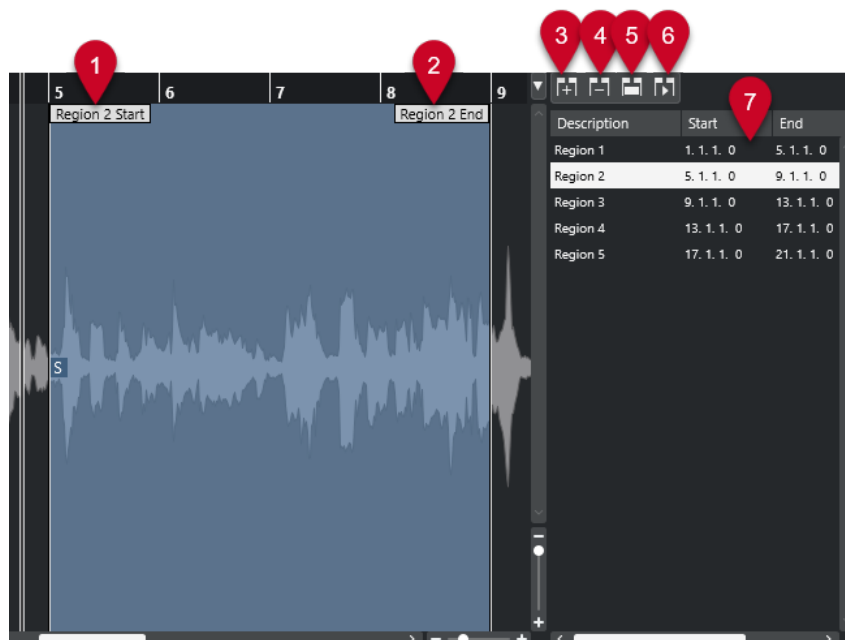 1 2 3 4 5 6 7
5 6 7 8 9
Region 2 Start Region 2 End
S
Description Start End
Region 1 1. 1. 1. 0 5. 1. 1. 0
Region 2 5. 1. 1. 0 9. 1. 1. 0
Region 3 9. 1. 1. 0 13. 1. 1. 0
Region 4 13. 1. 1. 0 17. 1. 1. 0
Region 5 17. 1. 1. 0 21. 1. 1. 0